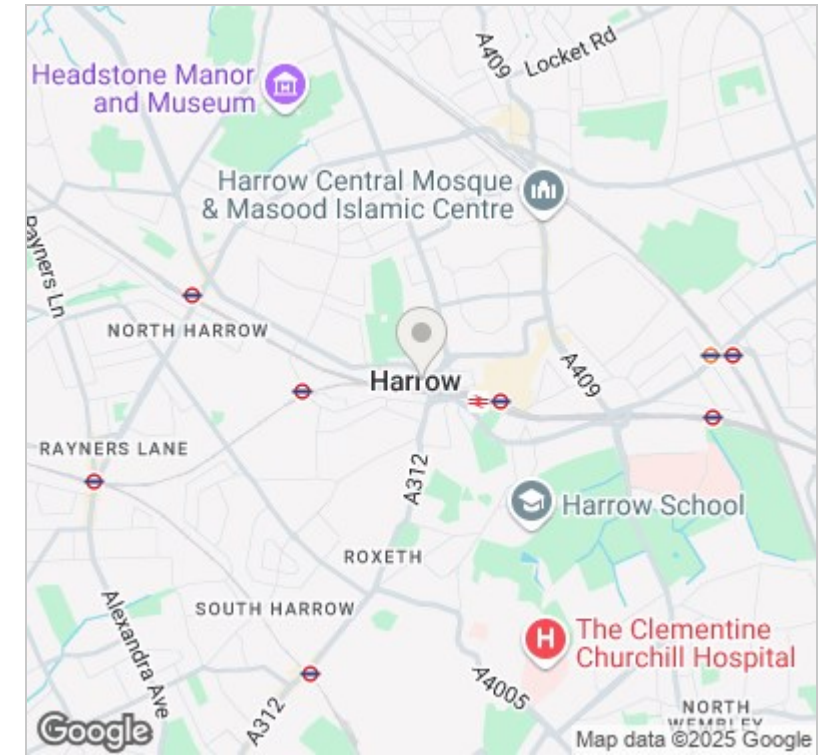 A409
Locket Rd
Headstone Manor
and Museum
Harrow Central Mosque
& Masood Islamic Centre
Rayners Ln
NORTH HARROW
Harrow
A409
RAYNERS LANE
A312
Harrow School
ROXETH
SOUTH HARROW
Alexandra Ave
H
The Clementine
Churchill Hospital
A4005
A312
NORTH
WEMBLEY
Google
Map data ©2025 Google